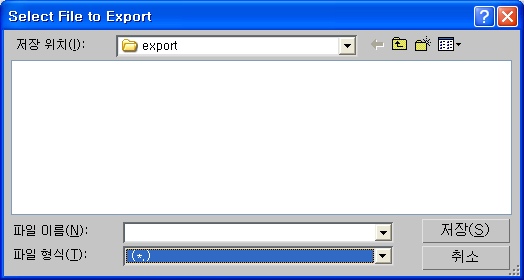 Select File to Export
저장 위치(I):
export
파일 이름(N):
저장(S)
파일 형식(T):
(*.)
취소